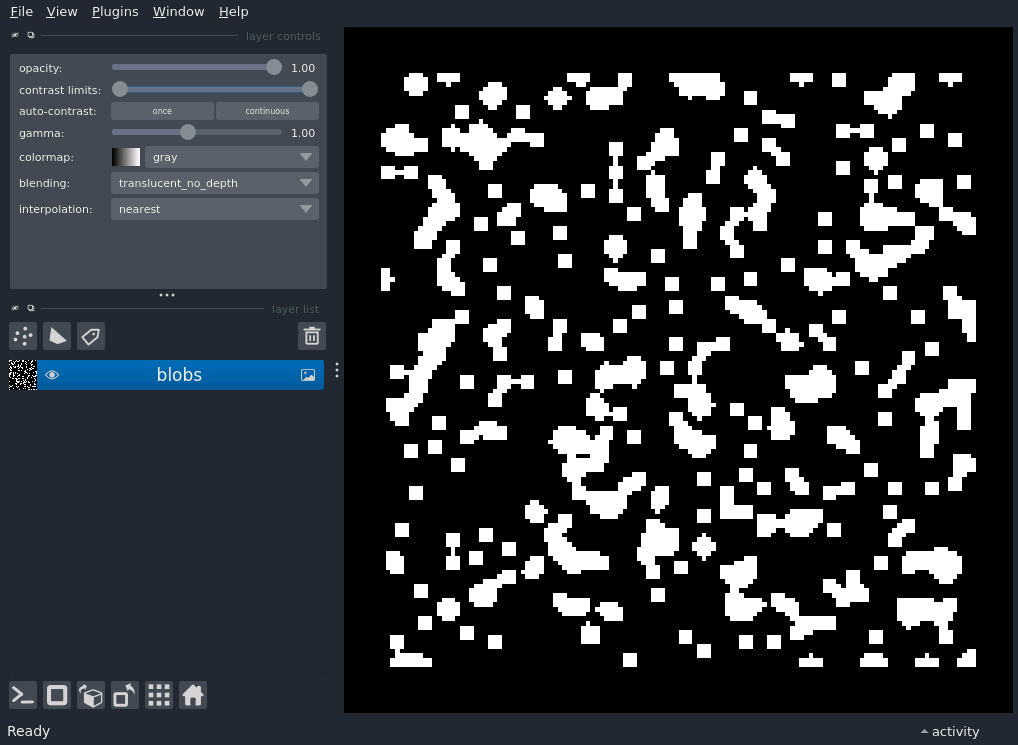 File View Plugins Window Help
layer controls
opacity: 1.00
contrast limits:
auto-contrast: once continuous
gamma: 1.00
colormap: gray
blending: translucent_no_depth
interpolation: nearest
layer list
blobs
Ready activity